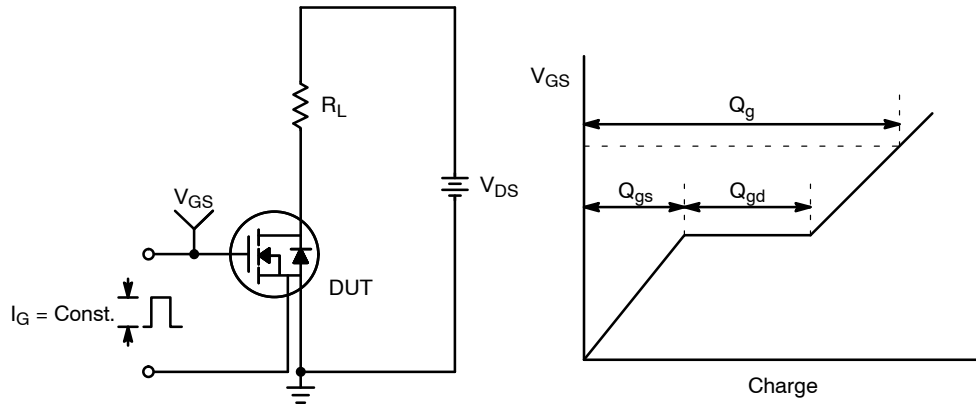 R_L
V_GS
V_DS
DUT
I_G = Const.
V_GS
Q_g
Q_gs
Q_gd
Charge